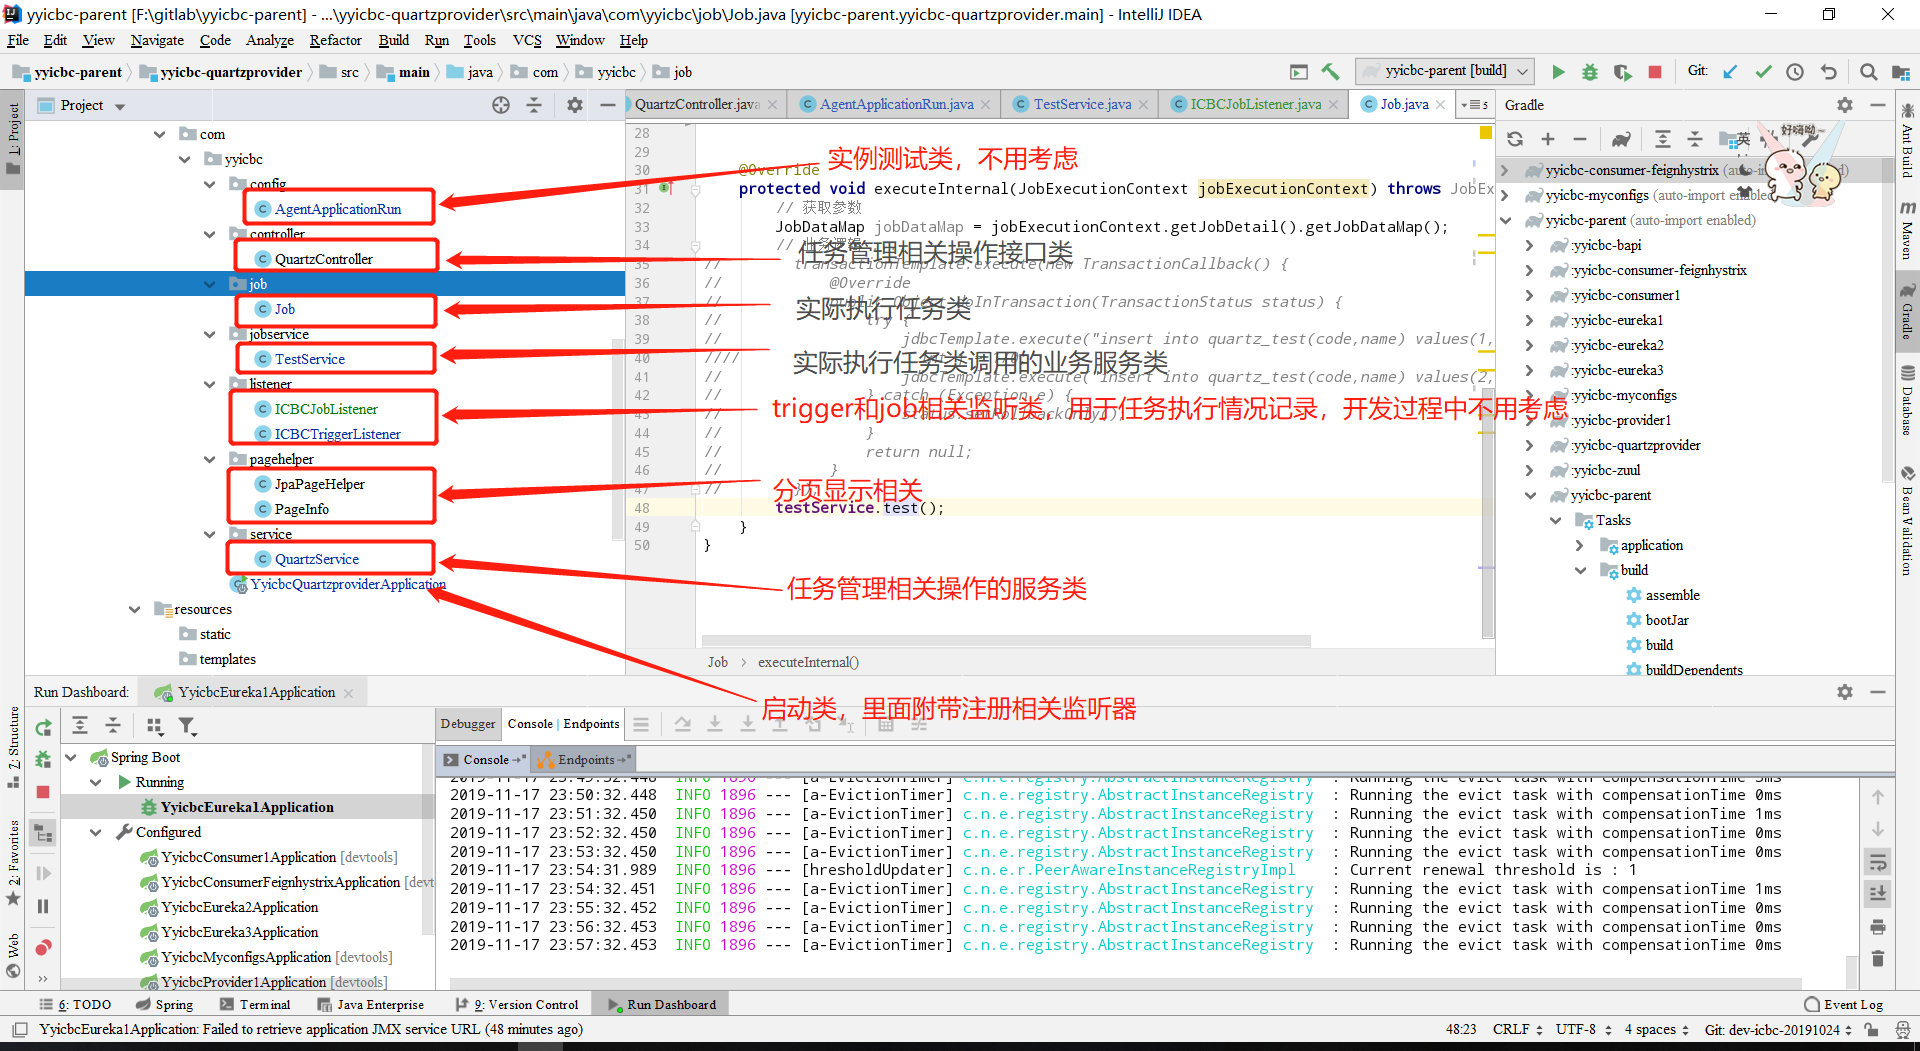 yyicbc-parent [F:\gitlab\yyicbc-parent] - ...\yyicbc-quartzprovider\src\main\java\com\yyicbc\job\Job.java [yyicbc-parent.yyicbc-quartzprovider.main] - IntelliJ IDEA
File Edit View Navigate Code Analyze Refactor Build Run Tools VCS Window Help
yyicbc-parent yyicbc-quartzprovider src main java com yyicbc job
yyicbc-parent [build] Git:
1: Project
Project
com
yyicbc
config
AgentApplicationRun
controller
QuartzController
job
Job
jobservice
TestService
listener
ICBCJobListener
ICBCTriggerListener
pagehelper
JpaPageHelper
PageInfo
service
QuartzService
YyicbcQuartzproviderApplication
resources
static
templates
QuartzController.java AgentApplicationRun.java TestService.java ICBCJobListener.java Job.java 5
28
29
30 @Override
31 protected void executeInternal(JobExecutionContext jobExecutionContext) throws JobEx
32 // 获取参数
33 JobDataMap jobDataMap = jobExecutionContext.getJobDetail().getJobDataMap();
34 //
35 // transactionTemplate.execute(new TransactionCallback() {
36 // @Override
37 // InTransaction(TransactionStatus status) {
38 // try {
39 // jdbcTemplate.execute("insert into quartz_test(code,name) values(1,
40 ////
41 // jdbcTemplate.execute("insert into quartz_test(code,name) values(2,
// } catch (Exception e) {
//
44 // }
45 // return null;
46 // }
47 //
48 testService.test();
49 }
50 }
实例测试类，不用考虑
任务管理相关操作接口类
实际执行任务类
实际执行任务类调用的业务服务类
trigger和job相关监听类，用于任务执行情况记录，开发过程中不用考虑
分页显示相关
任务管理相关操作的服务类
启动类，里面附带注册相关监听器
Job executeInternal()
Gradle
英
好嗨呦~
yyicbc-consumer-feignhystrix
yyicbc-myconfigs (auto-import enabled)
yyicbc-parent (auto-import enabled)
:yyicbc-bapi
:yyicbc-consumer-feignhystrix
:yyicbc-consumer1
:yyicbc-eureka1
:yyicbc-eureka2
:yyicbc-eureka3
:yyicbc-myconfigs
:yyicbc-provider1
:yyicbc-quartzprovider
:yyicbc-zuul
yyicbc-parent
Tasks
application
build
assemble
bootJar
build
buildDependents
Ant Build
Maven
Gradle
Database
Bean Validation
Run Dashboard: YyicbcEureka1Application
7: Structure
2: Favorites
Web
Spring Boot
Running
YyicbcEureka1Application
Configured
YyicbcConsumer1Application [devtools]
YyicbcConsumerFeignhystrixApplication [devt
YyicbcEureka2Application
YyicbcEureka3Application
YyicbcMyconfigsApplication [devtools]
YyicbcProvider1Application [devtools]
Debugger Console | Endpoints
Console Endpoints
2019-11-17 23:49:32.448 INFO 1896 --- [a-EvictionTimer] c.n.e.registry.AbstractInstanceRegistry : Running the evict task with compensationTime 3ms
2019-11-17 23:50:32.448 INFO 1896 --- [a-EvictionTimer] c.n.e.registry.AbstractInstanceRegistry : Running the evict task with compensationTime 0ms
2019-11-17 23:51:32.450 INFO 1896 --- [a-EvictionTimer] c.n.e.registry.AbstractInstanceRegistry : Running the evict task with compensationTime 1ms
2019-11-17 23:52:32.450 INFO 1896 --- [a-EvictionTimer] c.n.e.registry.AbstractInstanceRegistry : Running the evict task with compensationTime 0ms
2019-11-17 23:53:32.450 INFO 1896 --- [a-EvictionTimer] c.n.e.registry.AbstractInstanceRegistry : Running the evict task with compensationTime 0ms
2019-11-17 23:54:31.989 INFO 1896 --- [hresholdUpdater] c.n.e.r.PeerAwareInstanceRegistryImpl : Current renewal threshold is : 1
2019-11-17 23:54:32.451 INFO 1896 --- [a-EvictionTimer] c.n.e.registry.AbstractInstanceRegistry : Running the evict task with compensationTime 1ms
2019-11-17 23:55:32.452 INFO 1896 --- [a-EvictionTimer] c.n.e.registry.AbstractInstanceRegistry : Running the evict task with compensationTime 0ms
2019-11-17 23:56:32.453 INFO 1896 --- [a-EvictionTimer] c.n.e.registry.AbstractInstanceRegistry : Running the evict task with compensationTime 0ms
2019-11-17 23:57:32.453 INFO 1896 --- [a-EvictionTimer] c.n.e.registry.AbstractInstanceRegistry : Running the evict task with compensationTime 0ms
6: TODO Spring Terminal Java Enterprise 9: Version Control Run Dashboard Event Log
YyicbcEureka1Application: Failed to retrieve application JMX service URL (48 minutes ago) 48:23 CRLF UTF-8 4 spaces Git: dev-icbc-20191024